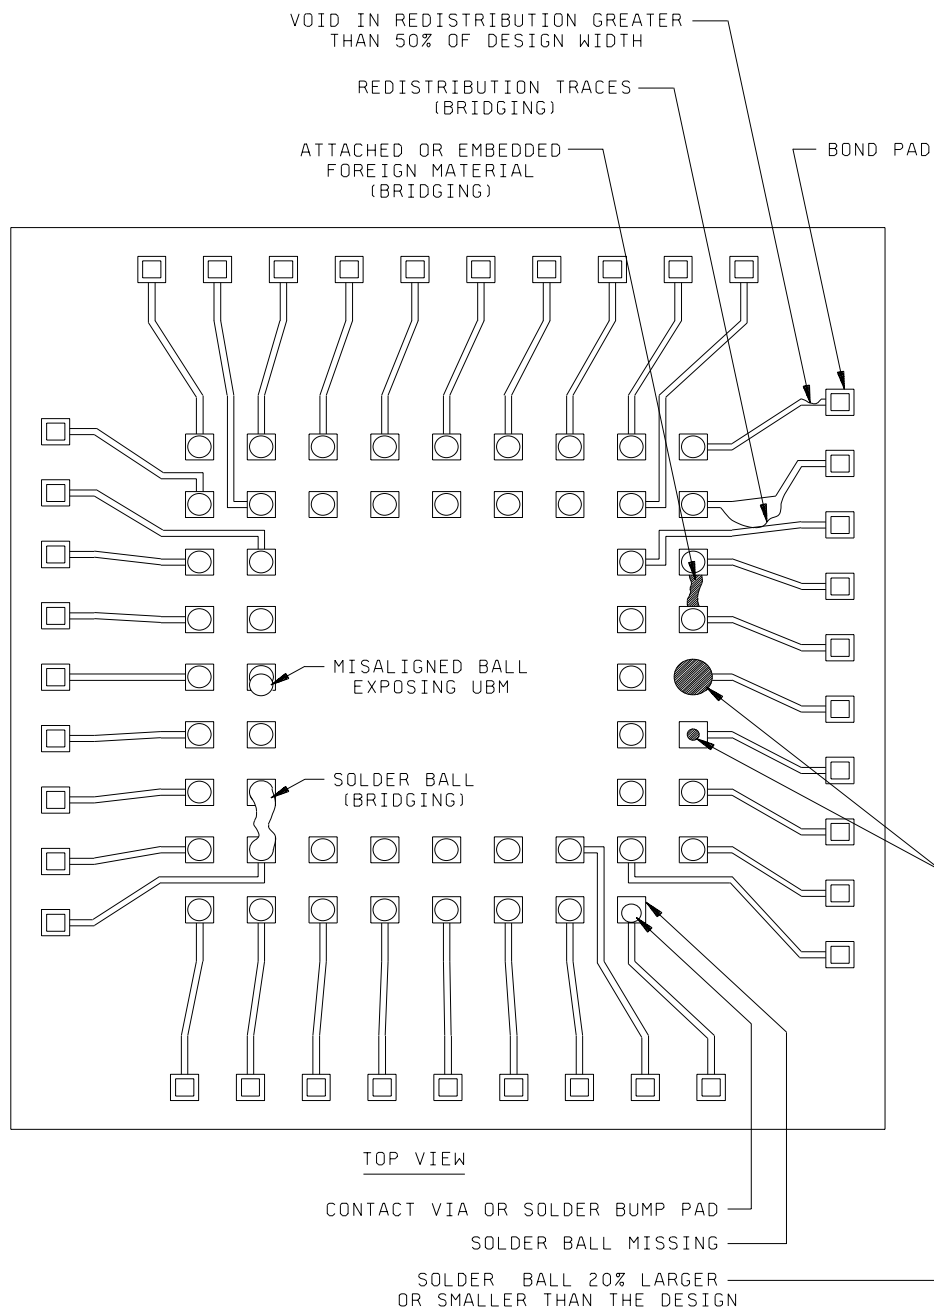 VOID IN REDISTRIBUTION GREATER
THAN 50% OF DESIGN WIDTH
REDISTRIBUTION TRACES
(BRIDGING)
ATTACHED OR EMBEDDED
FOREIGN MATERIAL
(BRIDGING)
BOND PAD
MISALIGNED BALL
EXPOSING UBM
SOLDER BALL
(BRIDGING)
TOP VIEW
CONTACT VIA OR SOLDER BUMP PAD
SOLDER BALL MISSING
SOLDER BALL 20% LARGER
OR SMALLER THAN THE DESIGN